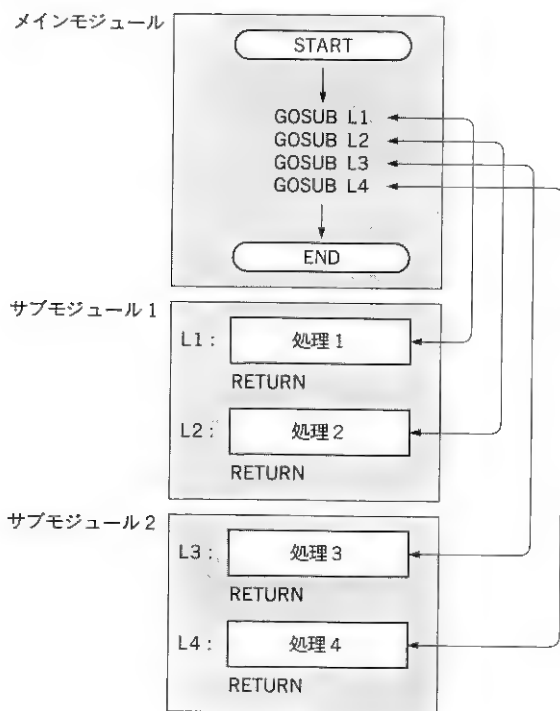 メインモジュール
START
GOSUB L1
GOSUB L2
GOSUB L3
GOSUB L4
END
サブモジュール1
L1: 処理1
RETURN
L2: 処理2
RETURN
サブモジュール2
L3: 処理3
RETURN
L4: 処理4
RETURN